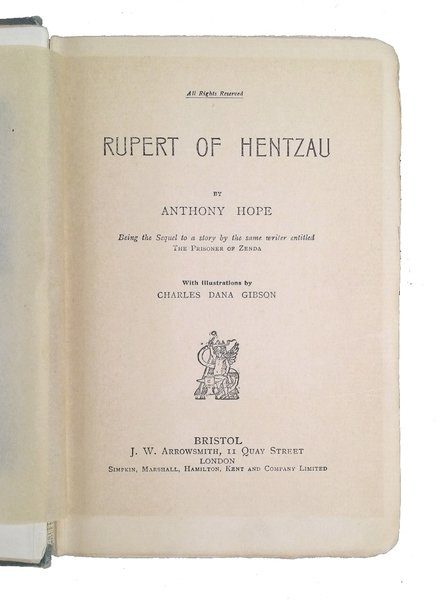 All Rights Reserved
RUPERT OF HENTZAU
BY
ANTHONY HOPE
Being the Sequel to a story by the same writer entitled
THE PRISONER OF ZENDA
With Illustrations by
CHARLES DANA GIBSON
BRISTOL
J. W. ARROWSMITH, 11 QUAY STREET
LONDON
SIMPKIN, MARSHALL, HAMILTON, KENT AND COMPANY LIMITED